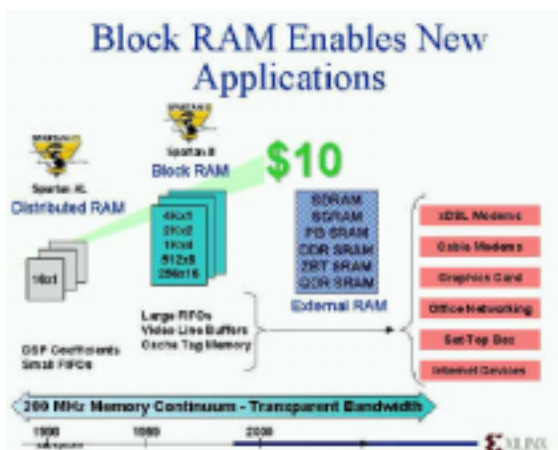 Block RAM Enables New
Applications
Spartan-II
Block RAM
$10
Spartan-XL
Distributed RAM
16x1
4Kx1
2Kx2
1Kx4
512x8
256x16
SDRAM
SGRAM
PB SRAM
DDR SRAM
ZBT SRAM
QDR SRAM
External RAM
xDSL Modems
Cable Modems
Graphics Card
Office Networking
Set Top Box
Internet Devices
Large FIFOs
Video Line Buffers
Cache Tag Memory
DSP Coefficients
Small FIFOs
200 MHz Memory Continuum - Transparent Bandwidth
1998
1999
2000
XILINX